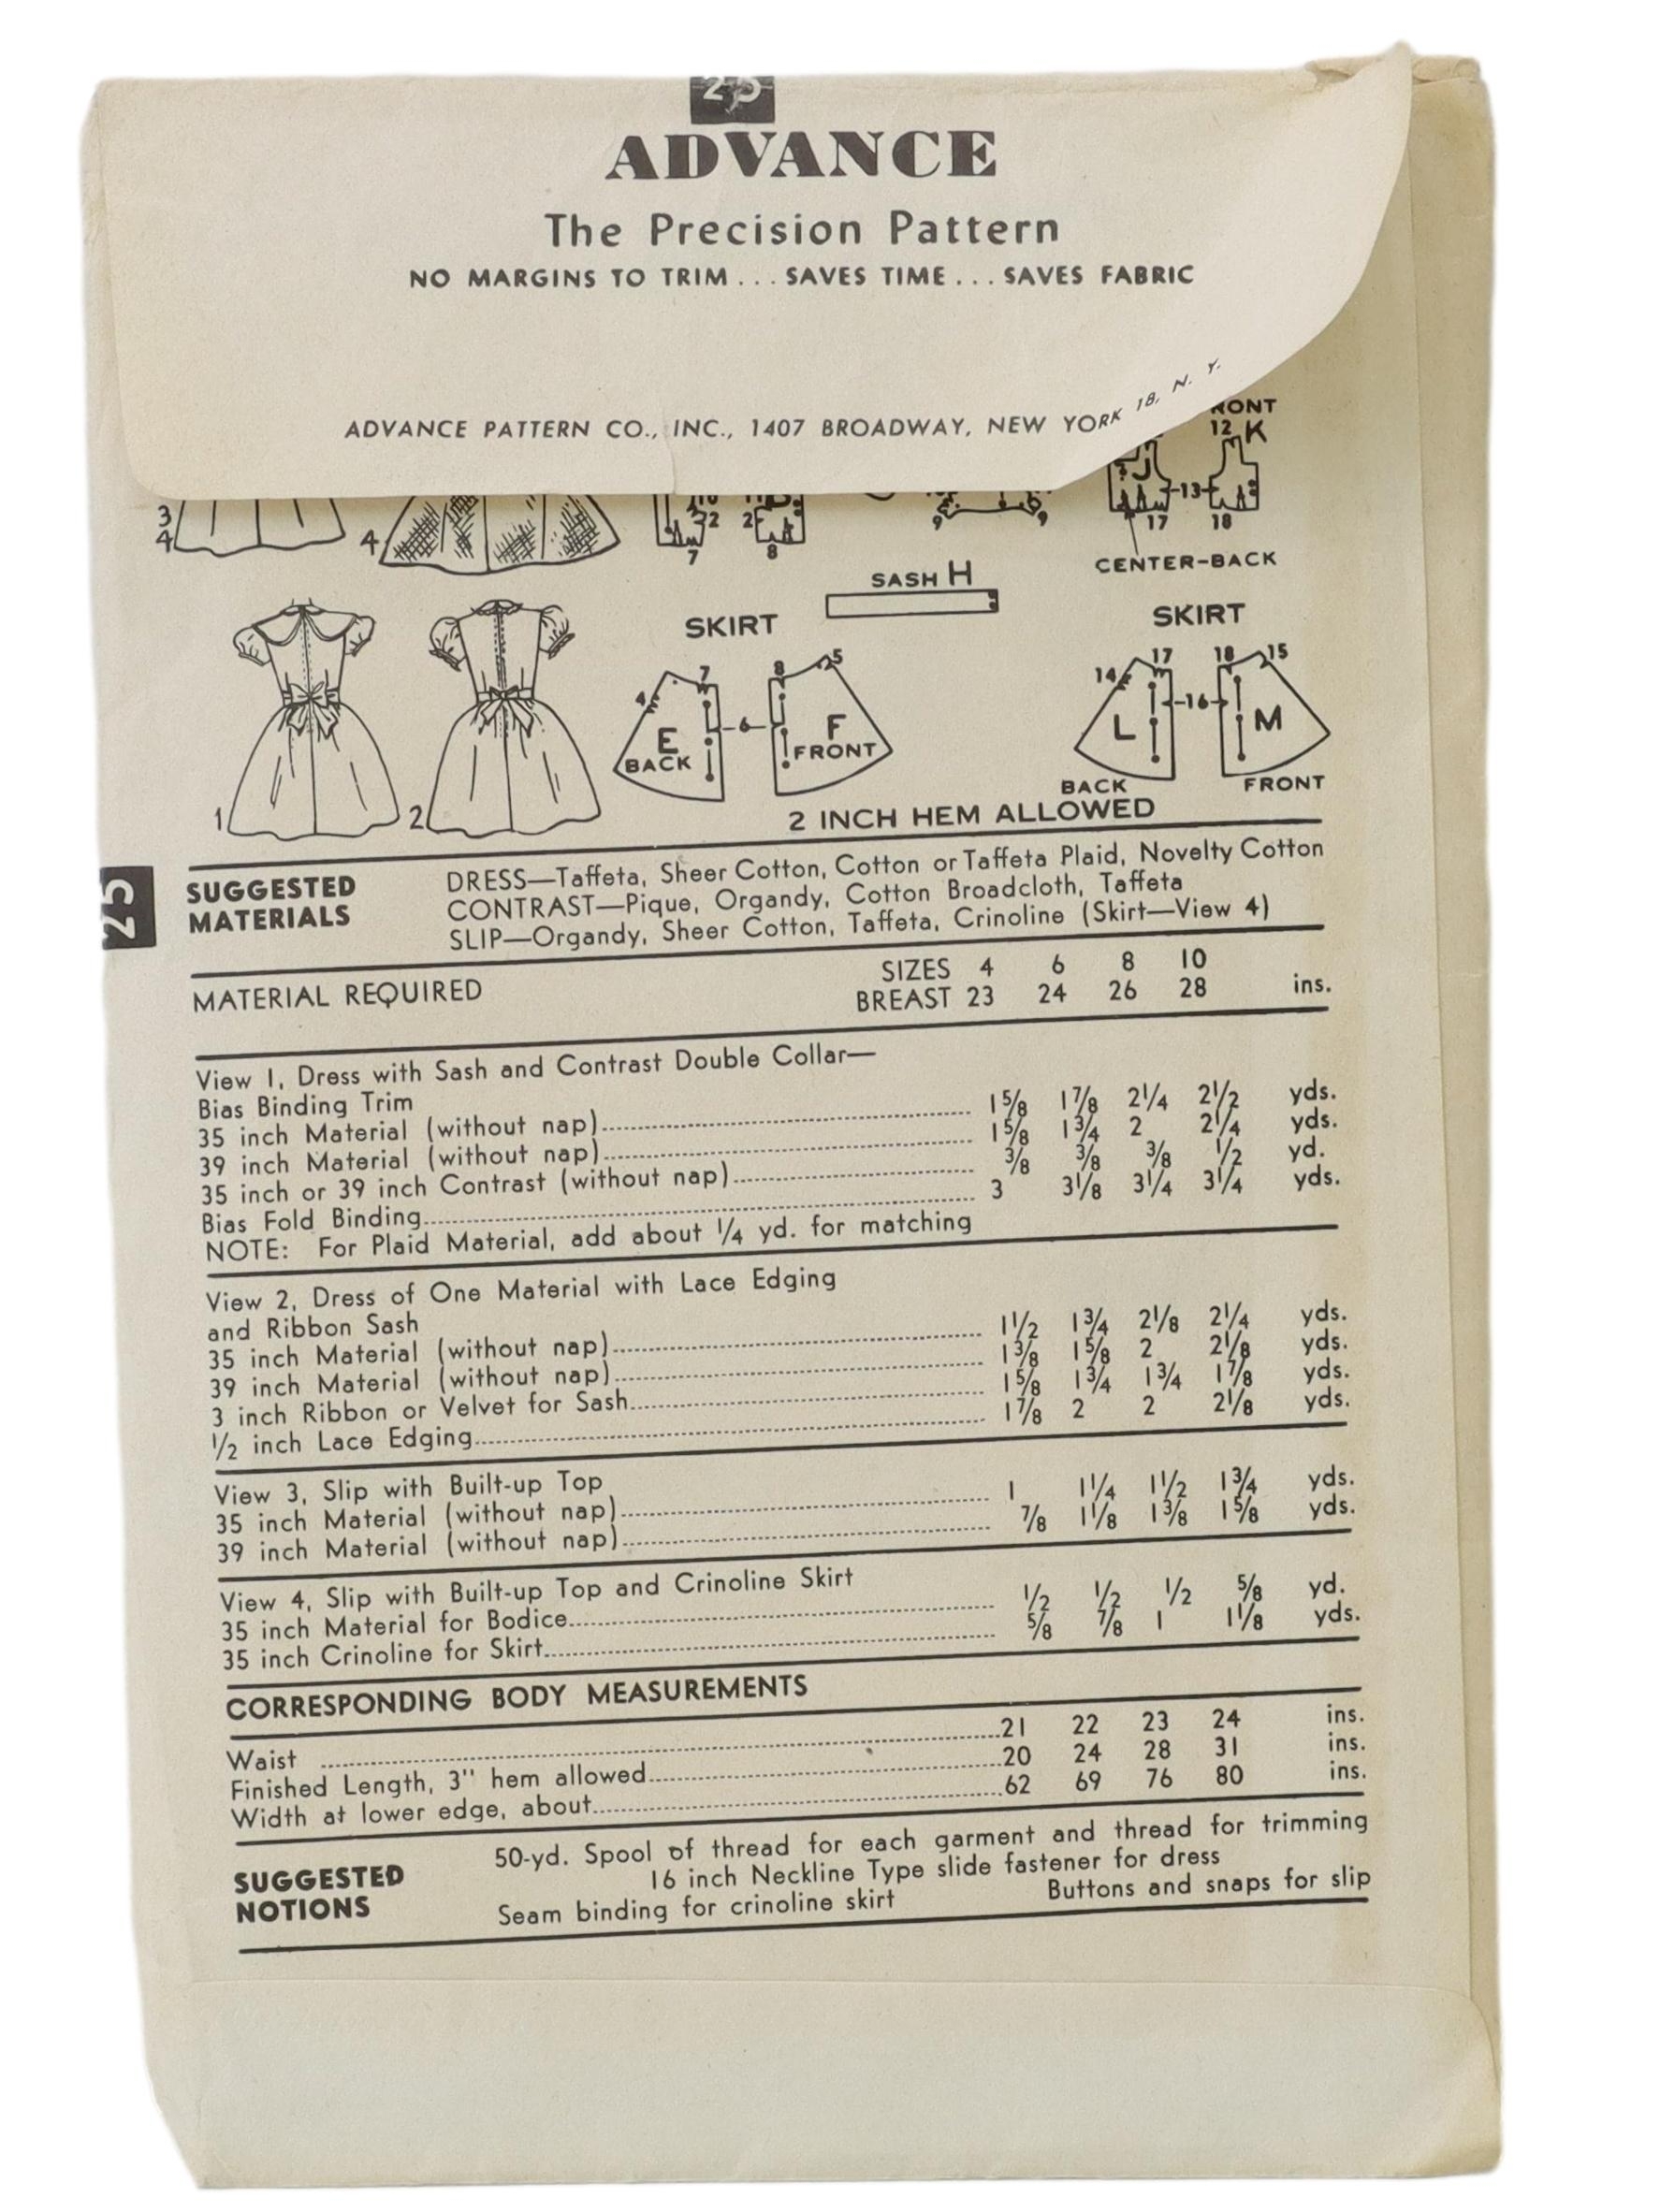 25
ADVANCE
The Precision Pattern
NO MARGINS TO TRIM . . . SAVES TIME . . . SAVES FABRIC
ADVANCE PATTERN CO., INC., 1407 BROADWAY, NEW YORK 18, N. Y.
12 K
J
3
4
4
10
2
2
7
8
9
9
13
17
18
CENTER-BACK
SASH H
SKIRT
SKIRT
4 7 8 5
6
E
BACK
F
FRONT
14 17 18 15
16
L
M
BACK
FRONT
1
2
2 INCH HEM ALLOWED
25
SUGGESTED
MATERIALS
DRESS—Taffeta, Sheer Cotton, Cotton or Taffeta Plaid, Novelty Cotton
CONTRAST—Pique, Organdy, Cotton Broadcloth, Taffeta
SLIP—Organdy, Sheer Cotton, Taffeta, Crinoline (Skirt—View 4)
MATERIAL REQUIRED
SIZES 4 6 8 10
BREAST 23 24 26 28 ins.
View 1, Dress with Sash and Contrast Double Collar—
Bias Binding Trim
35 inch Material (without nap) 1⅝ 1⅞ 2¼ 2½ yds.
39 inch Material (without nap) 1⅝ 1¾ 2 2¼ yds.
35 inch or 39 inch Contrast (without nap) ⅜ ⅜ ⅜ ½ yd.
Bias Fold Binding 3 3⅛ 3¼ 3¼ yds.
NOTE: For Plaid Material, add about ¼ yd. for matching
View 2, Dress of One Material with Lace Edging
and Ribbon Sash
35 inch Material (without nap) 1½ 1¾ 2⅛ 2¼ yds.
39 inch Material (without nap) 1⅜ 1⅝ 2 2⅛ yds.
3 inch Ribbon or Velvet for Sash 1⅝ 1¾ 1¾ 1⅞ yds.
½ inch Lace Edging 1⅞ 2 2 2⅛ yds.
View 3, Slip with Built-up Top
35 inch Material (without nap) 1 1¼ 1½ 1¾ yds.
39 inch Material (without nap) ⅞ 1⅛ 1⅜ 1⅝ yds.
View 4, Slip with Built-up Top and Crinoline Skirt
35 inch Material for Bodice ½ ½ ½ ⅝ yd.
35 inch Crinoline for Skirt ⅝ ⅞ 1 1⅛ yds.
CORRESPONDING BODY MEASUREMENTS
Waist 21 22 23 24 ins.
Finished Length, 3" hem allowed 20 24 28 31 ins.
Width at lower edge, about 62 69 76 80 ins.
SUGGESTED
NOTIONS
50-yd. Spool of thread for each garment and thread for trimming
16 inch Neckline Type slide fastener for dress
Seam binding for crinoline skirt Buttons and snaps for slip